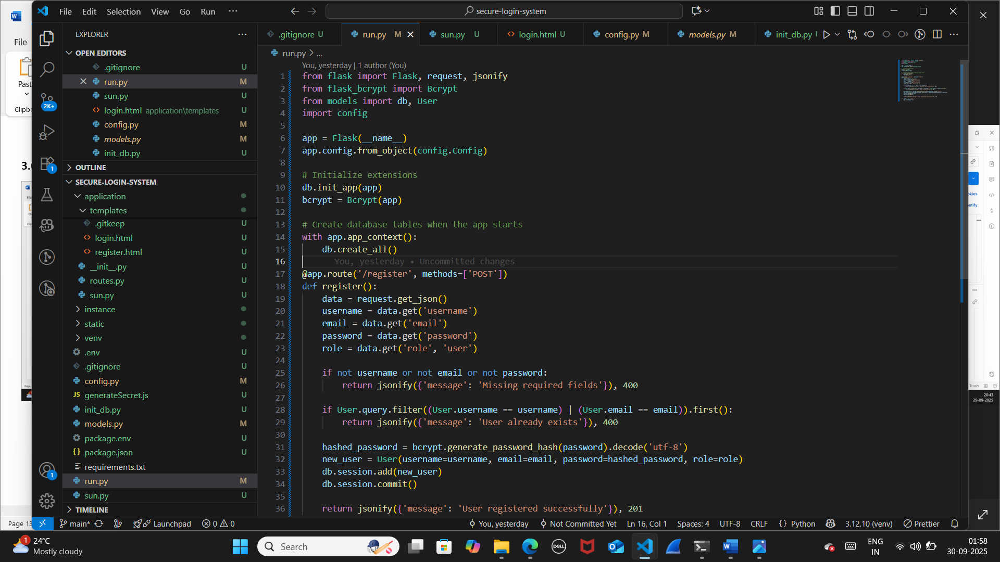 File
Paste
Clipb
3.
Page 13
File Edit Selection View Go Run ···
secure-login-system
EXPLORER
OPEN EDITORS
.gitignore U
run.py M
sun.py U
login.html application\templates U
config.py M
models.py M
init_db.py U
OUTLINE
SECURE-LOGIN-SYSTEM
application
templates
.gitkeep U
login.html U
register.html U
__init__.py U
routes.py U
sun.py U
instance
static
venv
.env U
.gitignore U
config.py M
generateSecret.js U
init_db.py U
models.py M
package.env U
package.json U
requirements.txt
run.py M
sun.py U
TIMELINE
2K+
1
1
.gitignore U run.py M sun.py U login.html U config.py M models.py M init_db.py
run.py > ...
You, yesterday | 1 author (You)
1 from flask import Flask, request, jsonify
2 from flask_bcrypt import Bcrypt
3 from models import db, User
4 import config
5
6 app = Flask(__name__)
7 app.config.from_object(config.Config)
8
9 # Initialize extensions
10 db.init_app(app)
11 bcrypt = Bcrypt(app)
12
13 # Create database tables when the app starts
14 with app.app_context():
15 db.create_all()
16 You, yesterday • Uncommitted changes
17 @app.route('/register', methods=['POST'])
18 def register():
19 data = request.get_json()
20 username = data.get('username')
21 email = data.get('email')
22 password = data.get('password')
23 role = data.get('role', 'user')
24
25 if not username or not email or not password:
26 return jsonify({'message': 'Missing required fields'}), 400
27
28 if User.query.filter((User.username == username) | (User.email == email)).first():
29 return jsonify({'message': 'User already exists'}), 400
30
31 hashed_password = bcrypt.generate_password_hash(password).decode('utf-8')
32 new_user = User(username=username, email=email, password=hashed_password, role=role)
33 db.session.add(new_user)
34 db.session.commit()
35
36 return jsonify({'message': 'User registered successfully'}), 201
okies
utify
Trash
20:43
29-09-2025
main* Launchpad 0 0 You, yesterday Not Committed Yet Ln 16, Col 1 Spaces: 4 UTF-8 CRLF {} Python 3.12.10 (venv) Prettier
1
24°C
Mostly cloudy
Search
DELL
ENG
IN
01:58
30-09-2025